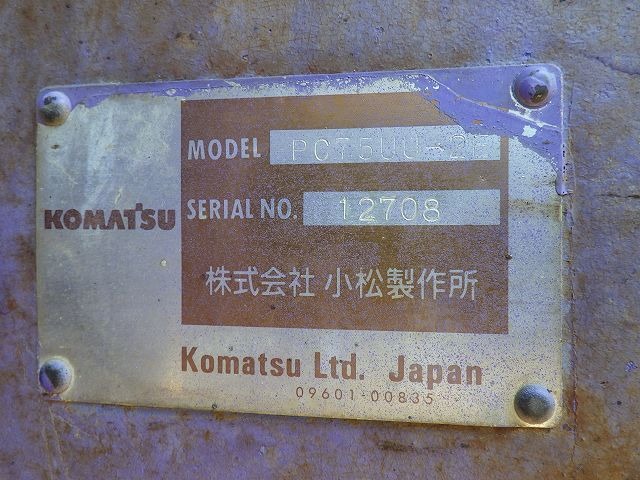 MODEL PC75UU-2E
KOMATSU
SERIAL NO. 12708
株式会社 小松製作所
Komatsu Ltd. Japan
09601-00835